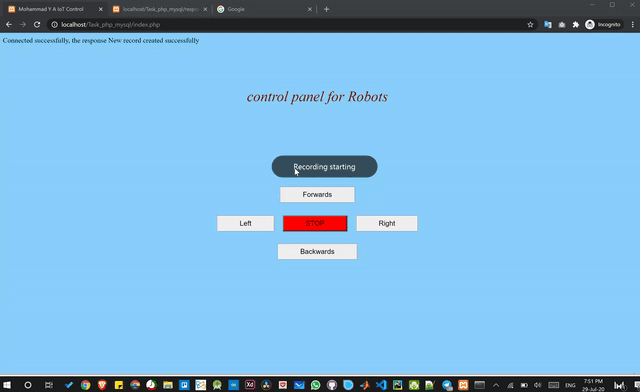 Mohammad Y A IoT Control
localhost/Task_php_mysql/resp
Google
localhost/Task_php_mysql/index.php
Incognito
Connected successfully, the response New record created successfully
control panel for Robots
Recording starting
Forwards
Left
STOP
Right
Backwards
ENG
7:51 PM
29-Jul-20